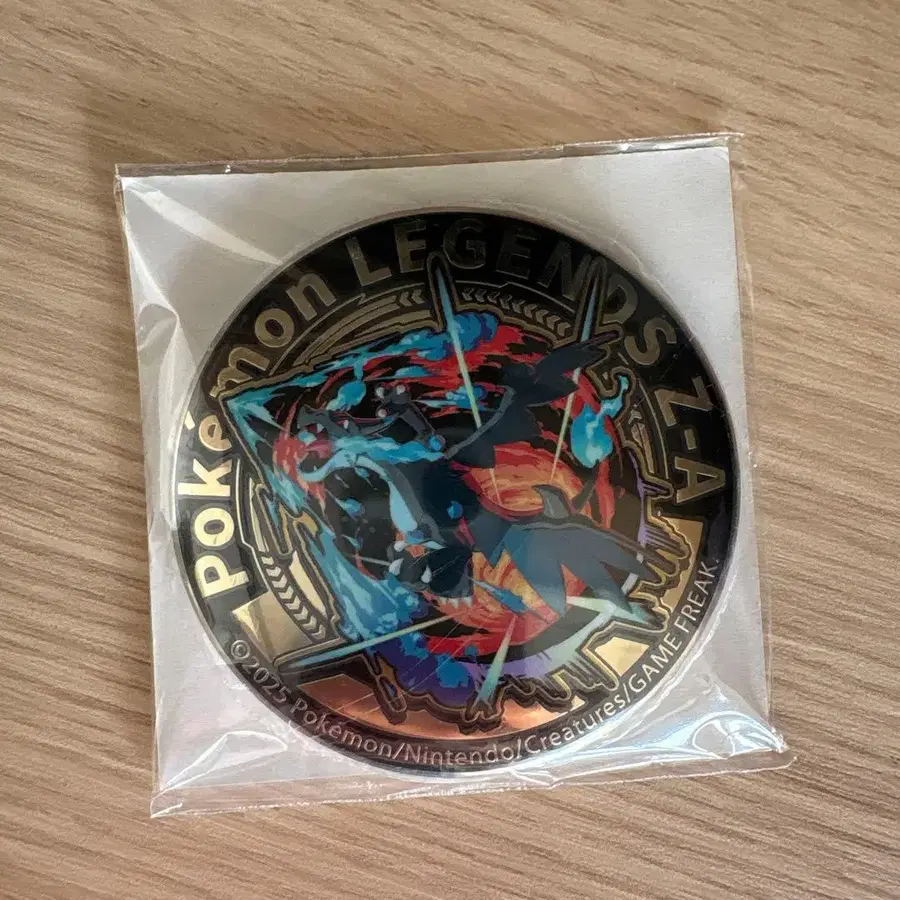 Pokémon LEGENDS Z-A
©2025 Pokémon/Nintendo/Creatures/GAME FREAK.